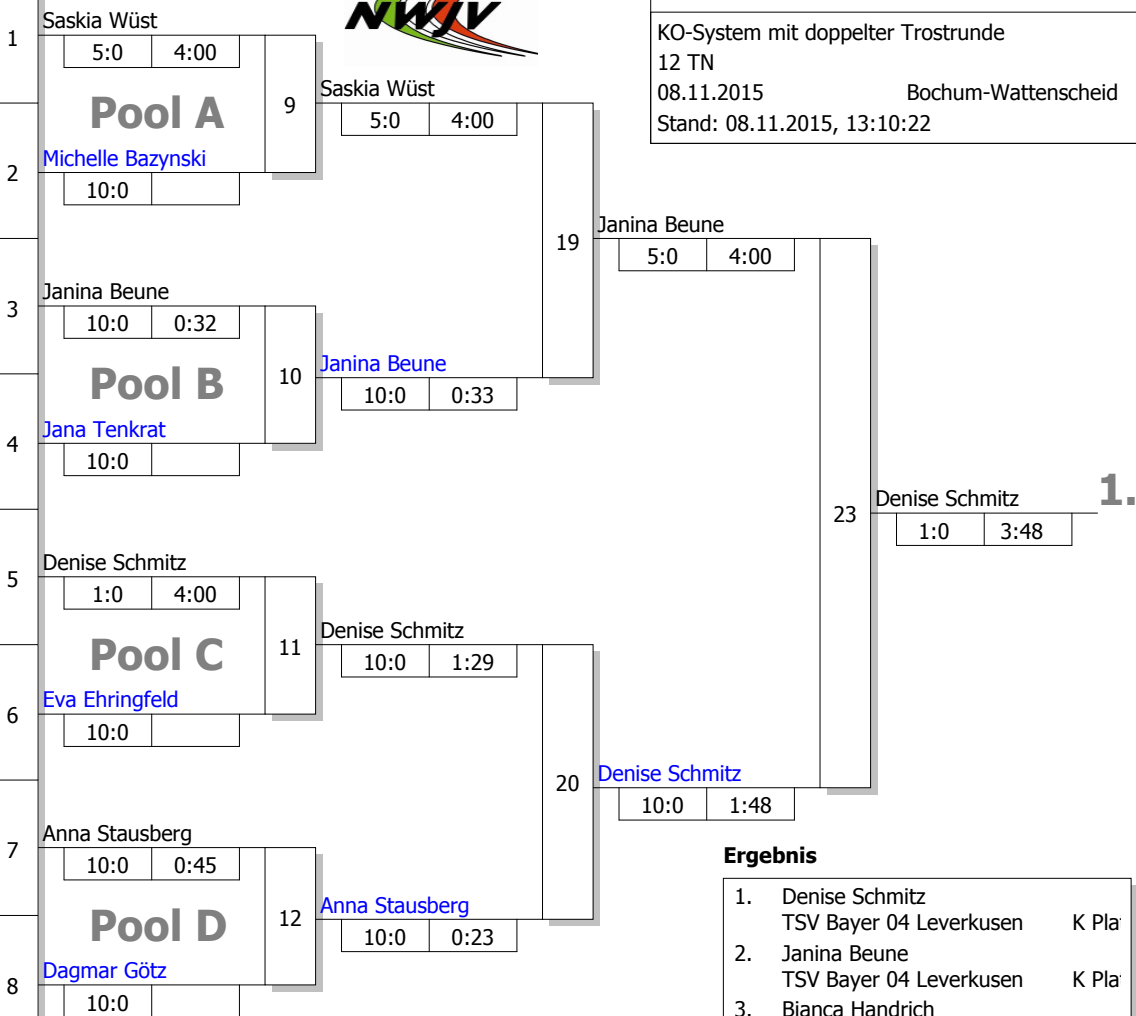 NWJV
KO-System mit doppelter Trostrunde
12 TN
08.11.2015 Bochum-Wattenscheid
Stand: 08.11.2015, 13:10:22
1
Saskia Wüst
5:0 4:00
Pool A
9
Saskia Wüst
5:0 4:00
2
Michelle Bazynski
10:0
19
Janina Beune
5:0 4:00
3
Janina Beune
10:0 0:32
Pool B
10
Janina Beune
10:0 0:33
4
Jana Tenkrat
10:0
23
Denise Schmitz
1.
1:0 3:48
5
Denise Schmitz
1:0 4:00
Pool C
11
Denise Schmitz
10:0 1:29
6
Eva Ehringfeld
10:0
20
Denise Schmitz
10:0 1:48
7
Anna Stausberg
10:0 0:45
Pool D
12
Anna Stausberg
10:0 0:23
8
Dagmar Götz
10:0
Ergebnis
1. Denise Schmitz
TSV Bayer 04 Leverkusen K
2. Janina Beune
TSV Bayer 04 Leverkusen K
3. Bianca Handrich